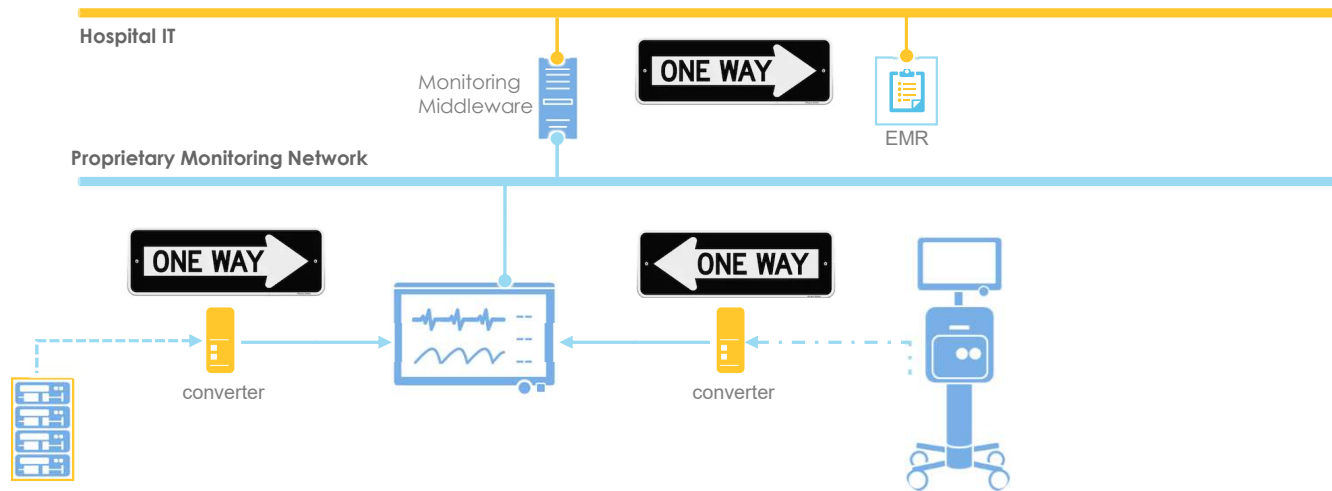 Hospital IT
ONE WAY
Monitoring
Middleware
EMR
Proprietary Monitoring Network
ONE WAY
ONE WAY
converter
converter